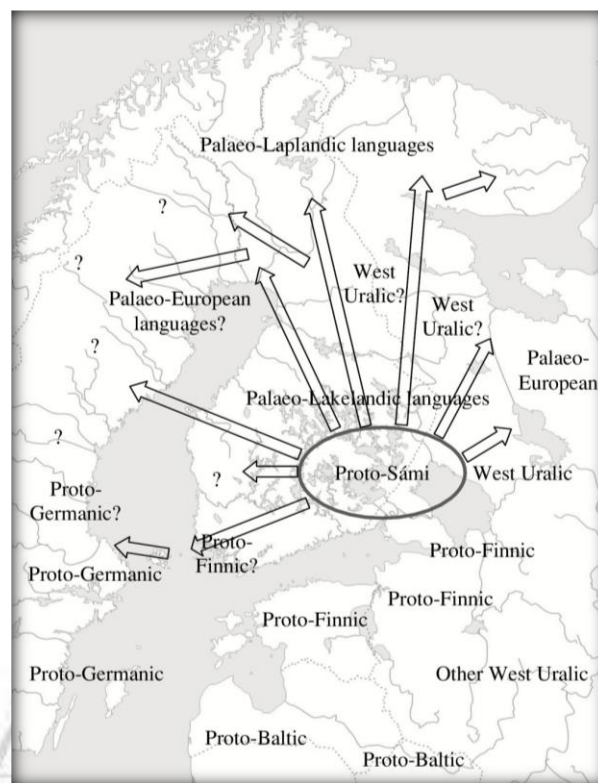 Palaeo-Laplandic languages
?
West
Uralic?
?
Palaeo-European
languages?
West
Uralic?
?
Palaeo-
European
Palaeo-Lakelandic languages
?
?
Proto-Sámi
West Uralic
Proto-
Germanic?
Proto-
Finnic?
Proto-Finnic
Proto-Germanic
Proto-Finnic
Proto-Finnic
Proto-Germanic
Other West Uralic
Proto-Baltic
Proto-Baltic